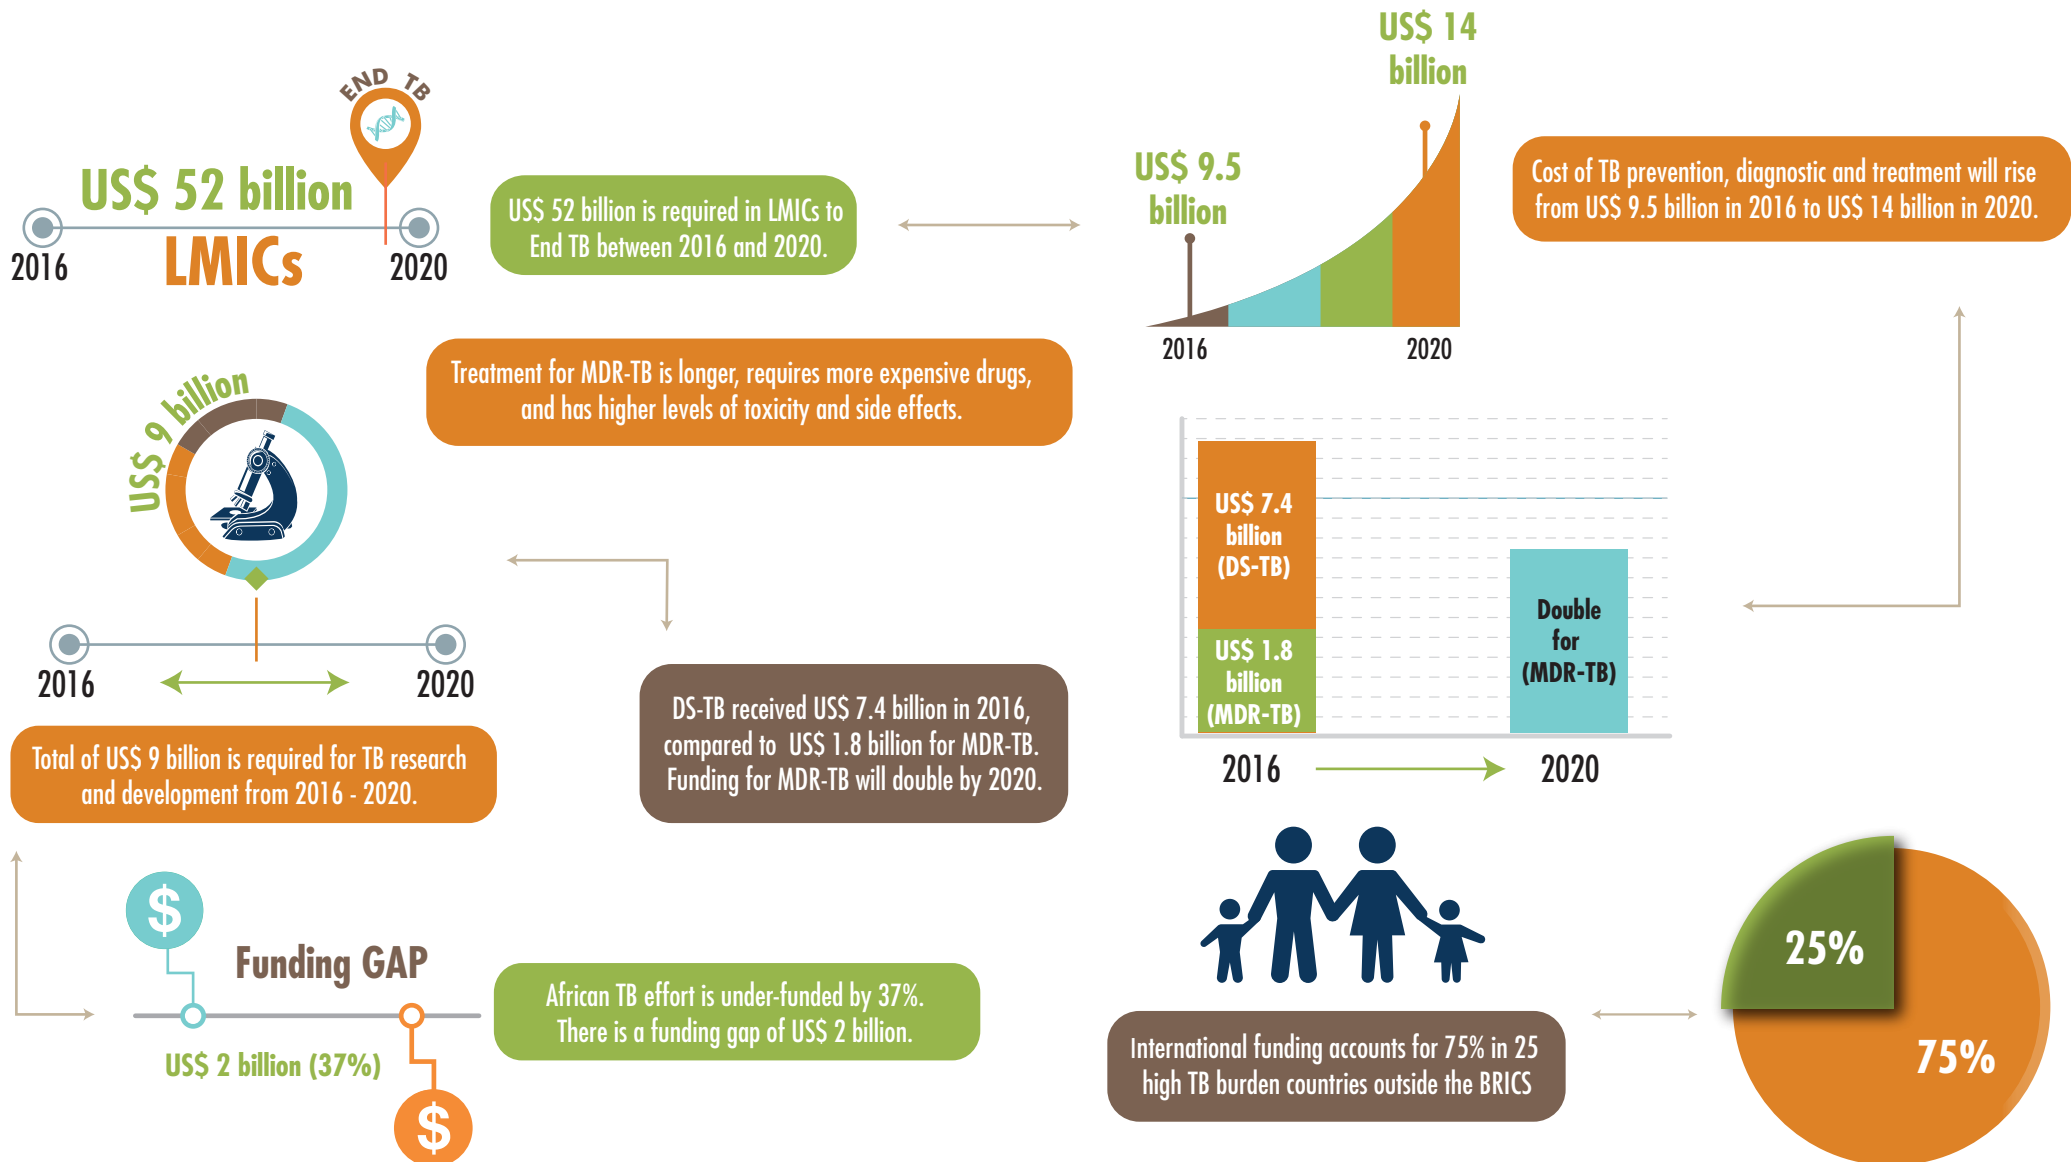 END TB
US$ 52 billion
LMICs
2016
2020
US$ 52 billion is required in LMICs to
End TB between 2016 and 2020.
US$ 9.5
billion
US$ 14
billion
2016
2020
Cost of TB prevention, diagnostic and treatment will rise
from US$ 9.5 billion in 2016 to US$ 14 billion in 2020.
Treatment for MDR-TB is longer, requires more expensive drugs,
and has higher levels of toxicity and side effects.
US$ 9 billion
2016
2020
Total of US$ 9 billion is required for TB research
and development from 2016 - 2020.
DS-TB received US$ 7.4 billion in 2016,
compared to US$ 1.8 billion for MDR-TB.
Funding for MDR-TB will double by 2020.
US$ 7.4
billion
(DS-TB)
US$ 1.8
billion
(MDR-TB)
Double
for
(MDR-TB)
2016
2020
$
Funding GAP
US$ 2 billion (37%)
$
African TB effort is under-funded by 37%.
There is a funding gap of US$ 2 billion.
International funding accounts for 75% in 25
high TB burden countries outside the BRICS
25%
75%